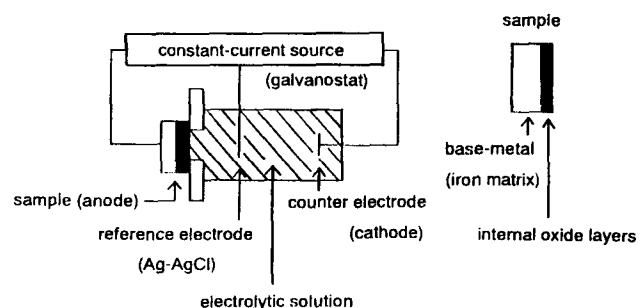 sample
constant-current source
(galvanostat)
base-metal
(iron matrix)
sample (anode)
counter electrode
(cathode)
reference electrode
(Ag-AgCl)
internal oxide layers
electrolytic solution